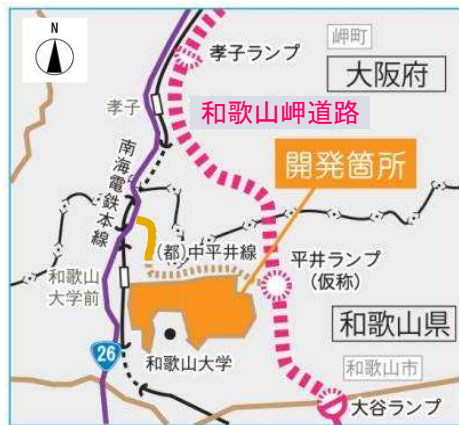 N
岬町
孝子ランプ
大阪府
孝子
和歌山岬道路
南海電鉄本線
開発箇所
(都)中平井線
平井ランプ
(仮称)
和歌山
大学前
和歌山県
26
和歌山大学
和歌山市
大谷ランプ